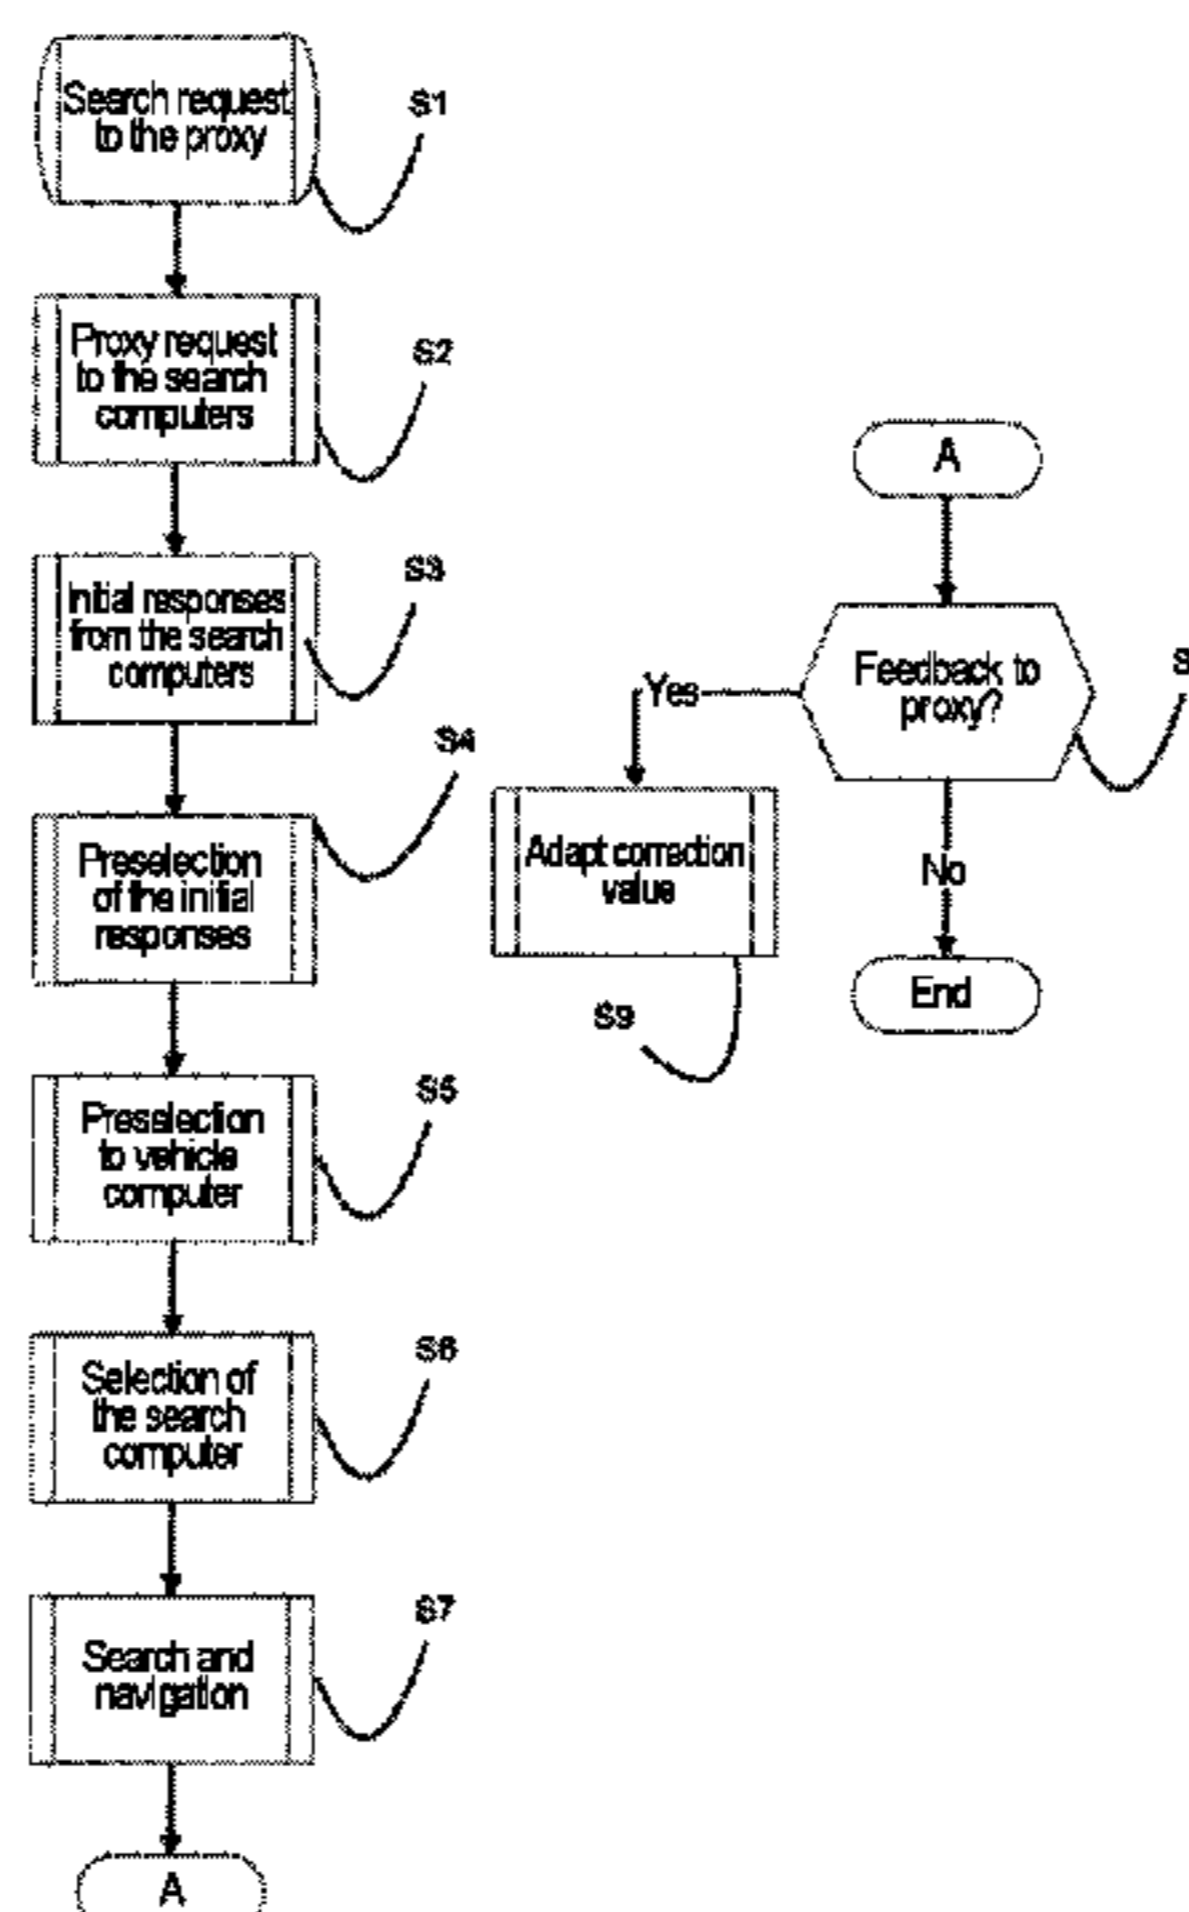 Search request
to the proxy
S1
Proxy request
to the search
computers
S2
Initial responses
from the search
computers
S3
Preselection
of the initial
responses
S4
Preselection
to vehicle
computer
S5
Selection of
the search
computer
S6
Search and
navigation
S7
A
A
Feedback to
proxy?
S
Yes
Adapt correction
value
S9
No
End